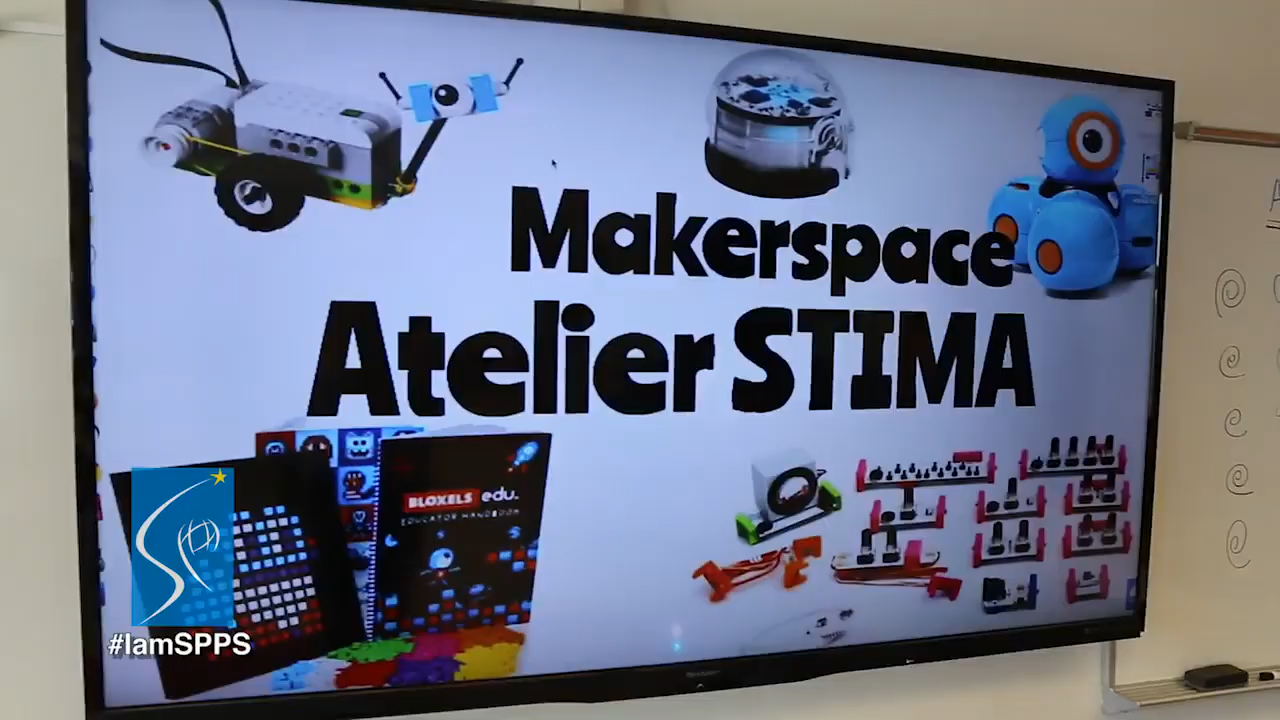 Makerspace
Atelier STIMA
BLOXELS edu.
EDUCATOR HANDBOOK
#IamSPPS